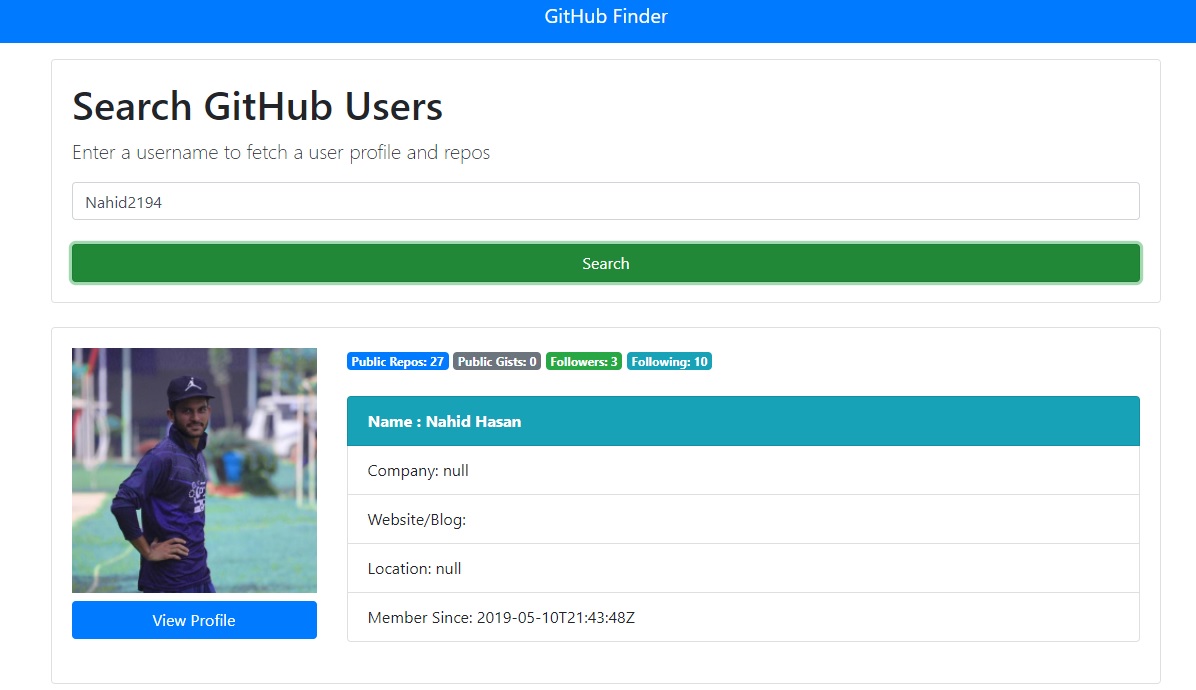 GitHub Finder
Search GitHub Users
Enter a username to fetch a user profile and repos
Nahid2194
Search
Public Repos: 27 Public Gists: 0 Followers: 3 Following: 10
Name : Nahid Hasan
Company: null
Website/Blog:
Location: null
Member Since: 2019-05-10T21:43:48Z
View Profile